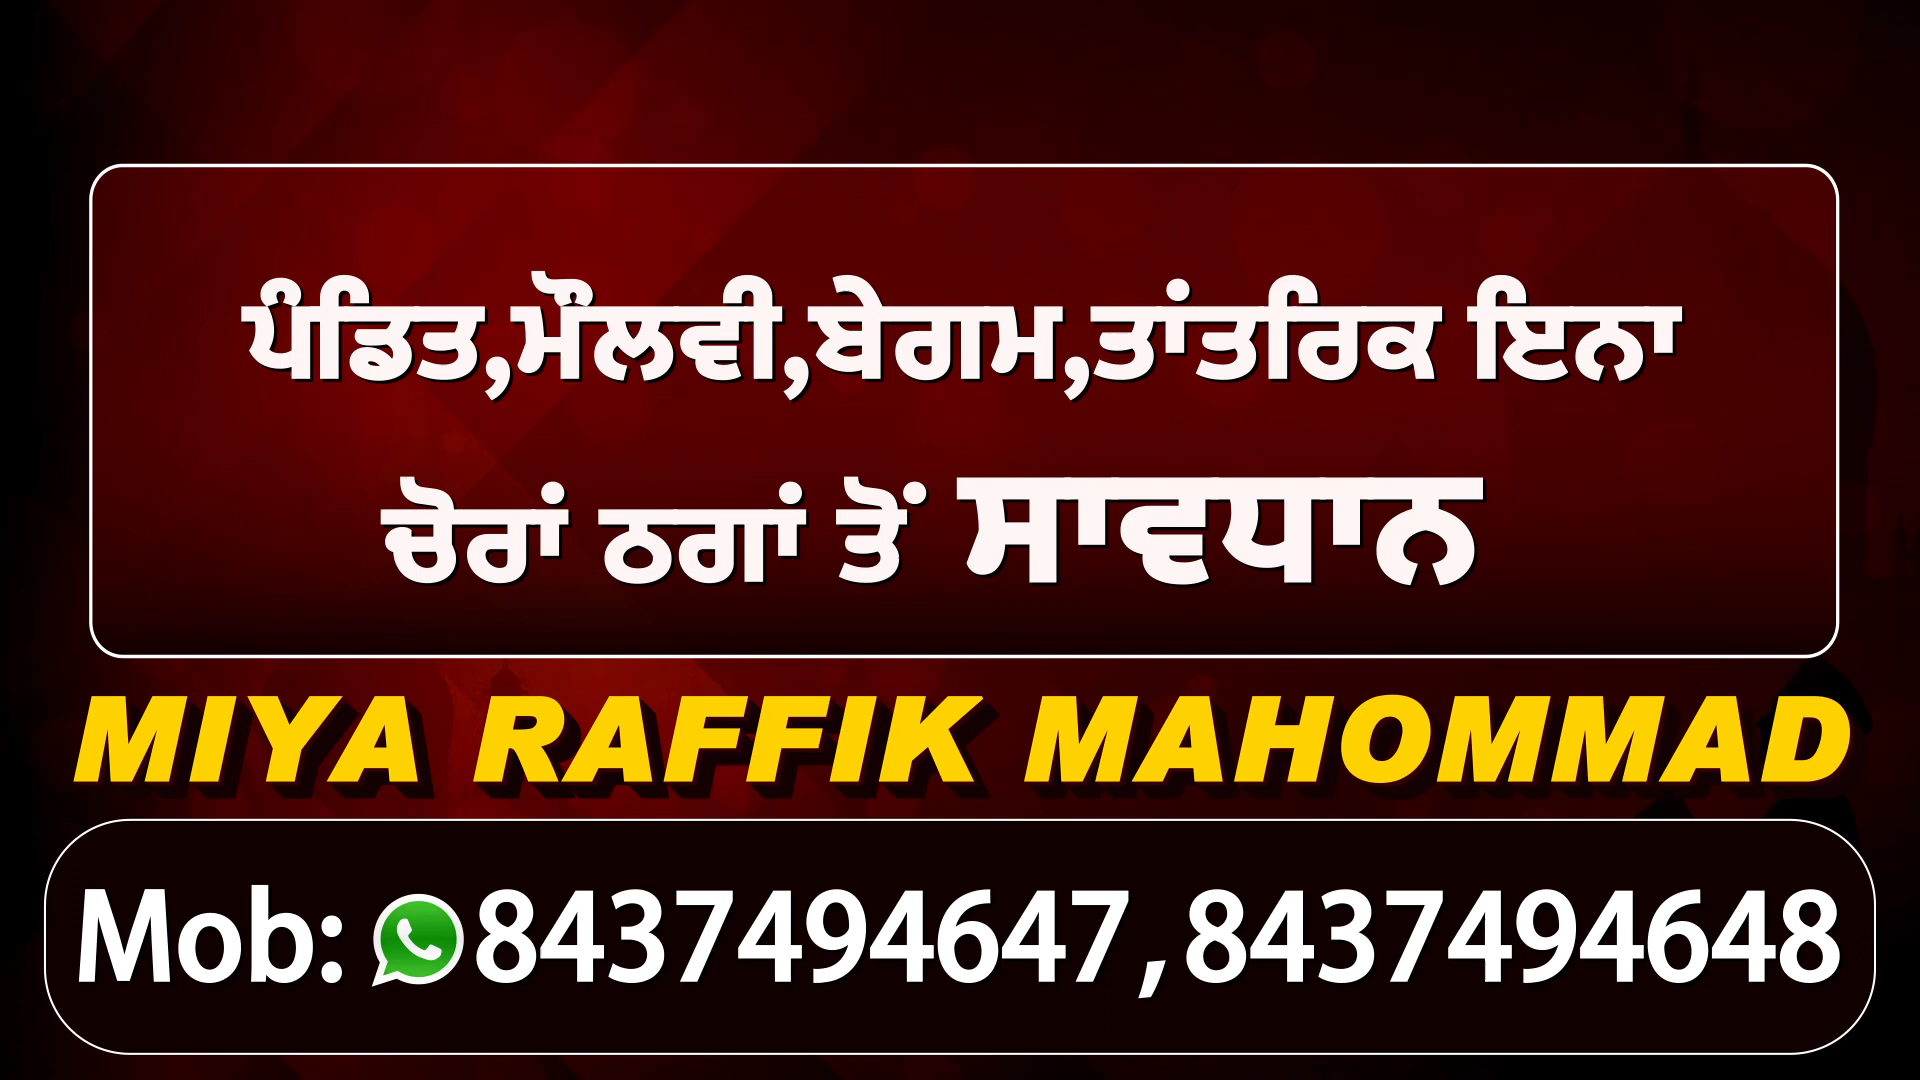 ਪੰਡਿਤ,ਮੌਲਵੀ,ਬੇਗਮ,ਤਾਂਤਰਿਕ ਇਨਾ
ਚੋਰਾਂ ਠਗਾਂ ਤੋਂ ਸਾਵਧਾਨ
MIYA RAFFIK MAHOMMAD
Mob: 8437494647, 8437494648